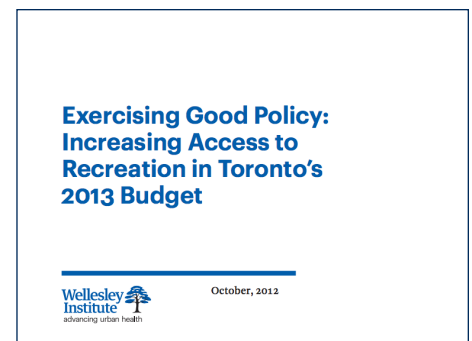 Exercising Good Policy:
Increasing Access to
Recreation in Toronto's
2013 Budget
Wellesley
Institute
advancing urban health
October, 2012